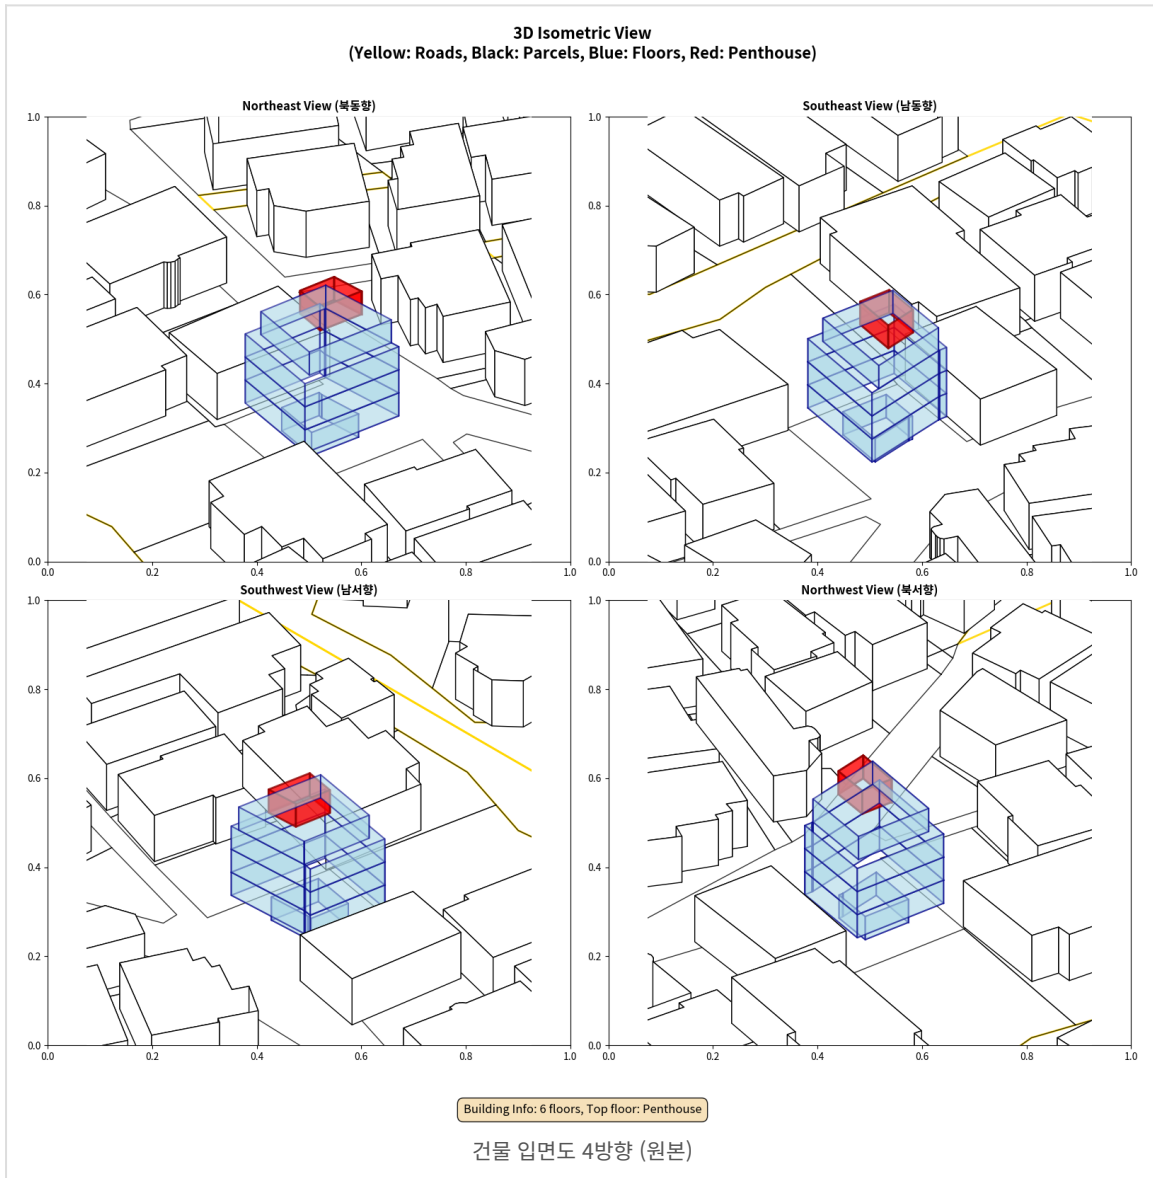 3D Isometric View
(Yellow: Roads, Black: Parcels, Blue: Floors, Red: Penthouse)
Northeast View (북동향)
1.0
0.8
0.6
0.4
0.2
0.0
0.0 0.2 0.4 0.6 0.8 1.0
Southeast View (남동향)
1.0
0.8
0.6
0.4
0.2
0.0
0.0 0.2 0.4 0.6 0.8 1.0
Southwest View (남서향)
1.0
0.8
0.6
0.4
0.2
0.0
0.0 0.2 0.4 0.6 0.8 1.0
Northwest View (북서향)
1.0
0.8
0.6
0.4
0.2
0.0
0.0 0.2 0.4 0.6 0.8 1.0
Building Info: 6 floors, Top floor: Penthouse
건물 입면도 4방향 (원본)